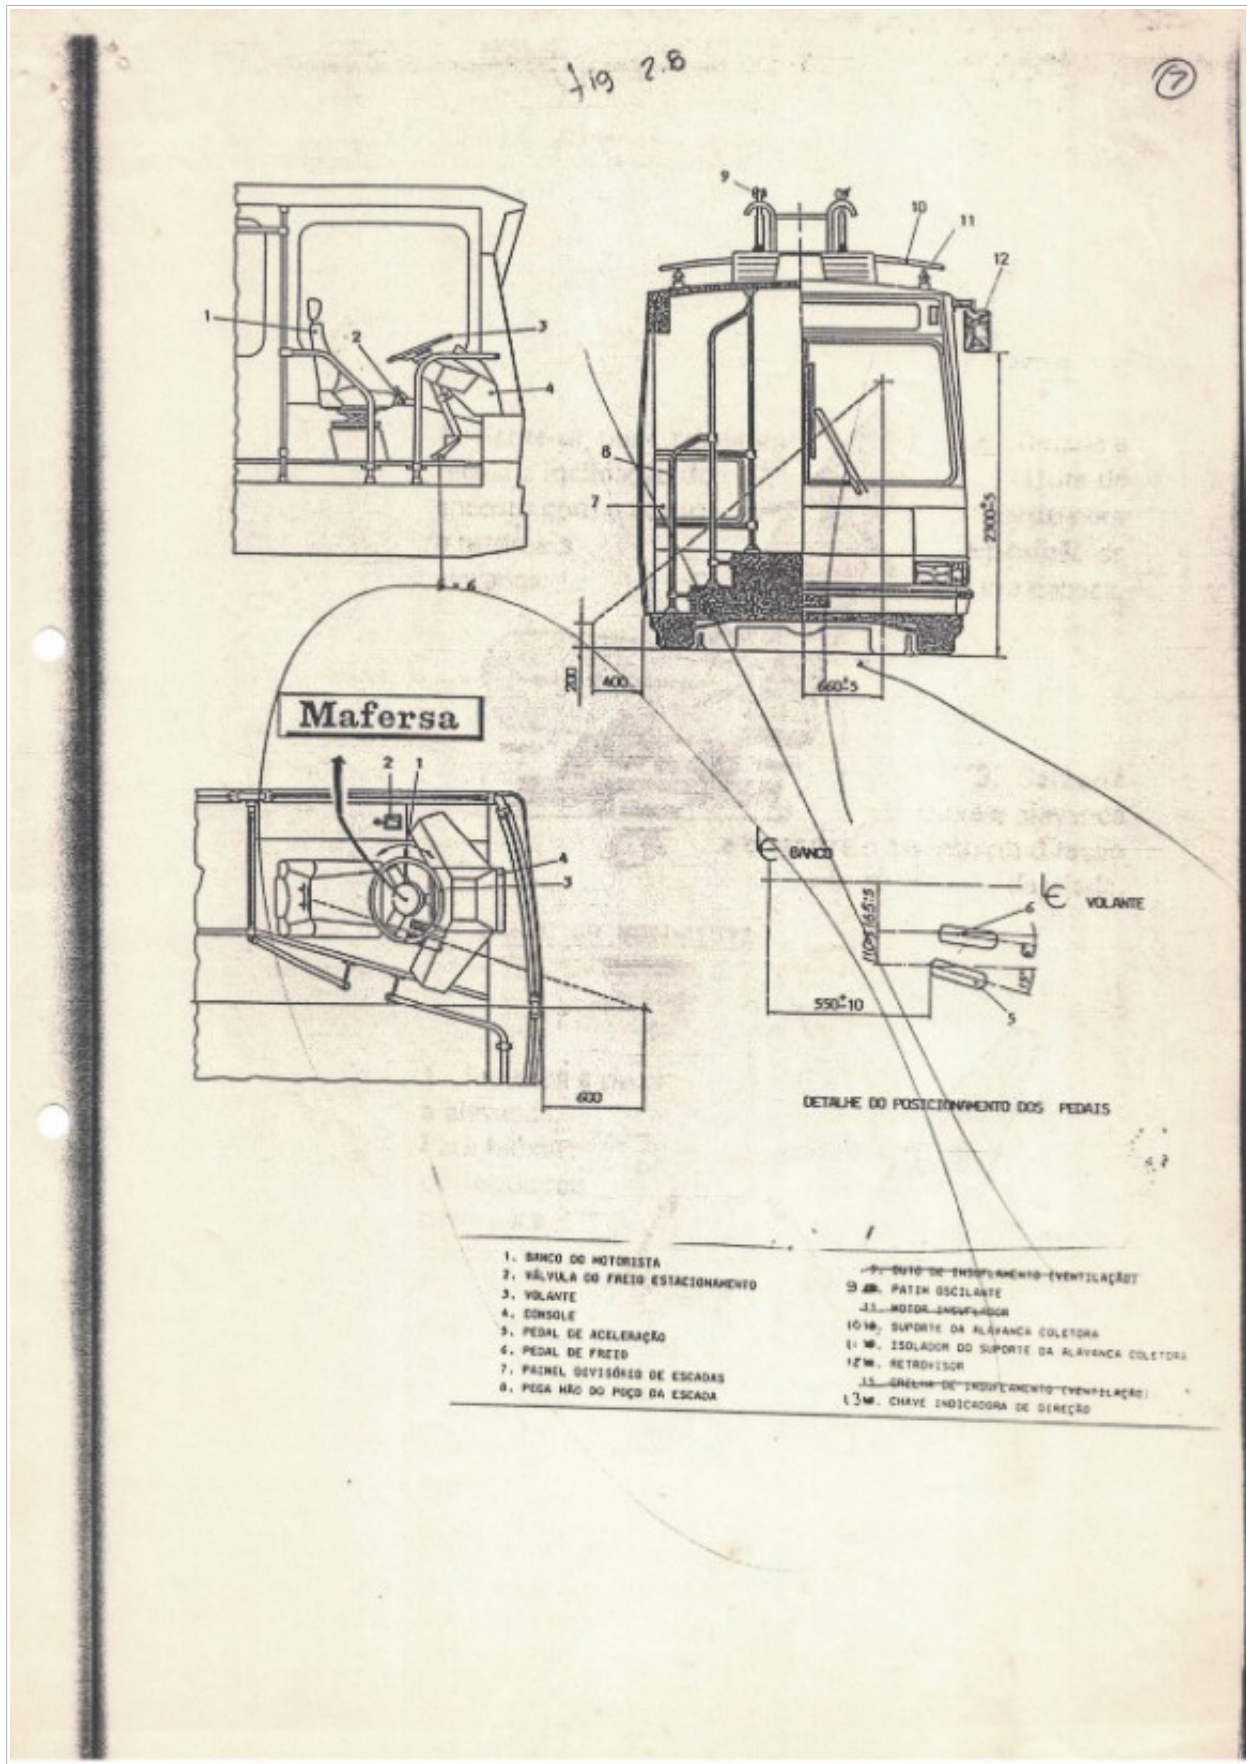 fig 2.8
7
9
10
11
12
1
2
3
4
8
7
2300±5
5 - 6
200
400
660±5
Mafersa
2
1
4
3
600
BANCO
VOLANTE
6
550±10
5
DETALHE DO POSICIONAMENTO DOS PEDAIS
1. BANCO DO MOTORISTA
2. VÁLVULA DO FREIO ESTACIONAMENTO
3. VOLANTE
4. CONSOLE
5. PEDAL DE ACELERAÇÃO
6. PEDAL DE FREIO
7. PAINEL DIVISÓRIO DE ESCADAS
8. PEGA MÃO DO POÇO DA ESCADA
9. DUTO DE INSUFLAMENTO (VENTILAÇÃO)
9. PATIM OSCILANTE
11. MOTOR INSUFLADOR
10. SUPORTE DA ALAVANCA COLETORA
11. ISOLADOR DO SUPORTE DA ALAVANCA COLETORA
12. RETROVISOR
15. GRELHA DE INSUFLAMENTO (VENTILAÇÃO)
13. CHAVE INDICADORA DE DIREÇÃO